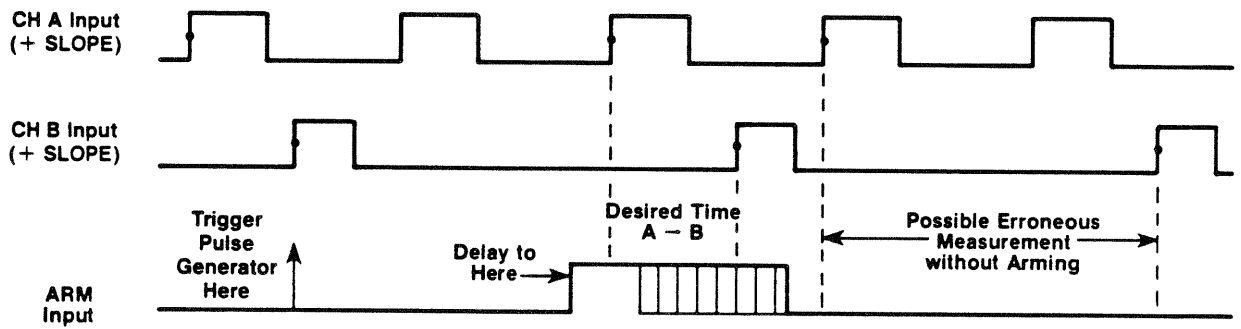 CH A Input
(+ SLOPE)
CH B Input
(+ SLOPE)
Trigger
Pulse
Generator
Here
Delay to
Here
Desired Time
A – B
Possible Erroneous
Measurement
without Arming
ARM
Input